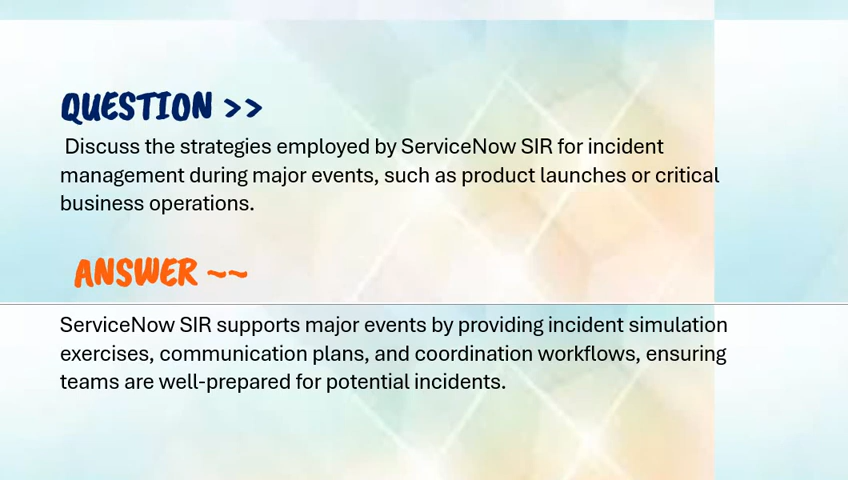 QUESTION >>
Discuss the strategies employed by ServiceNow SIR for incident
management during major events, such as product launches or critical
business operations.
ANSWER ~~
ServiceNow SIR supports major events by providing incident simulation
exercises, communication plans, and coordination workflows, ensuring
teams are well-prepared for potential incidents.